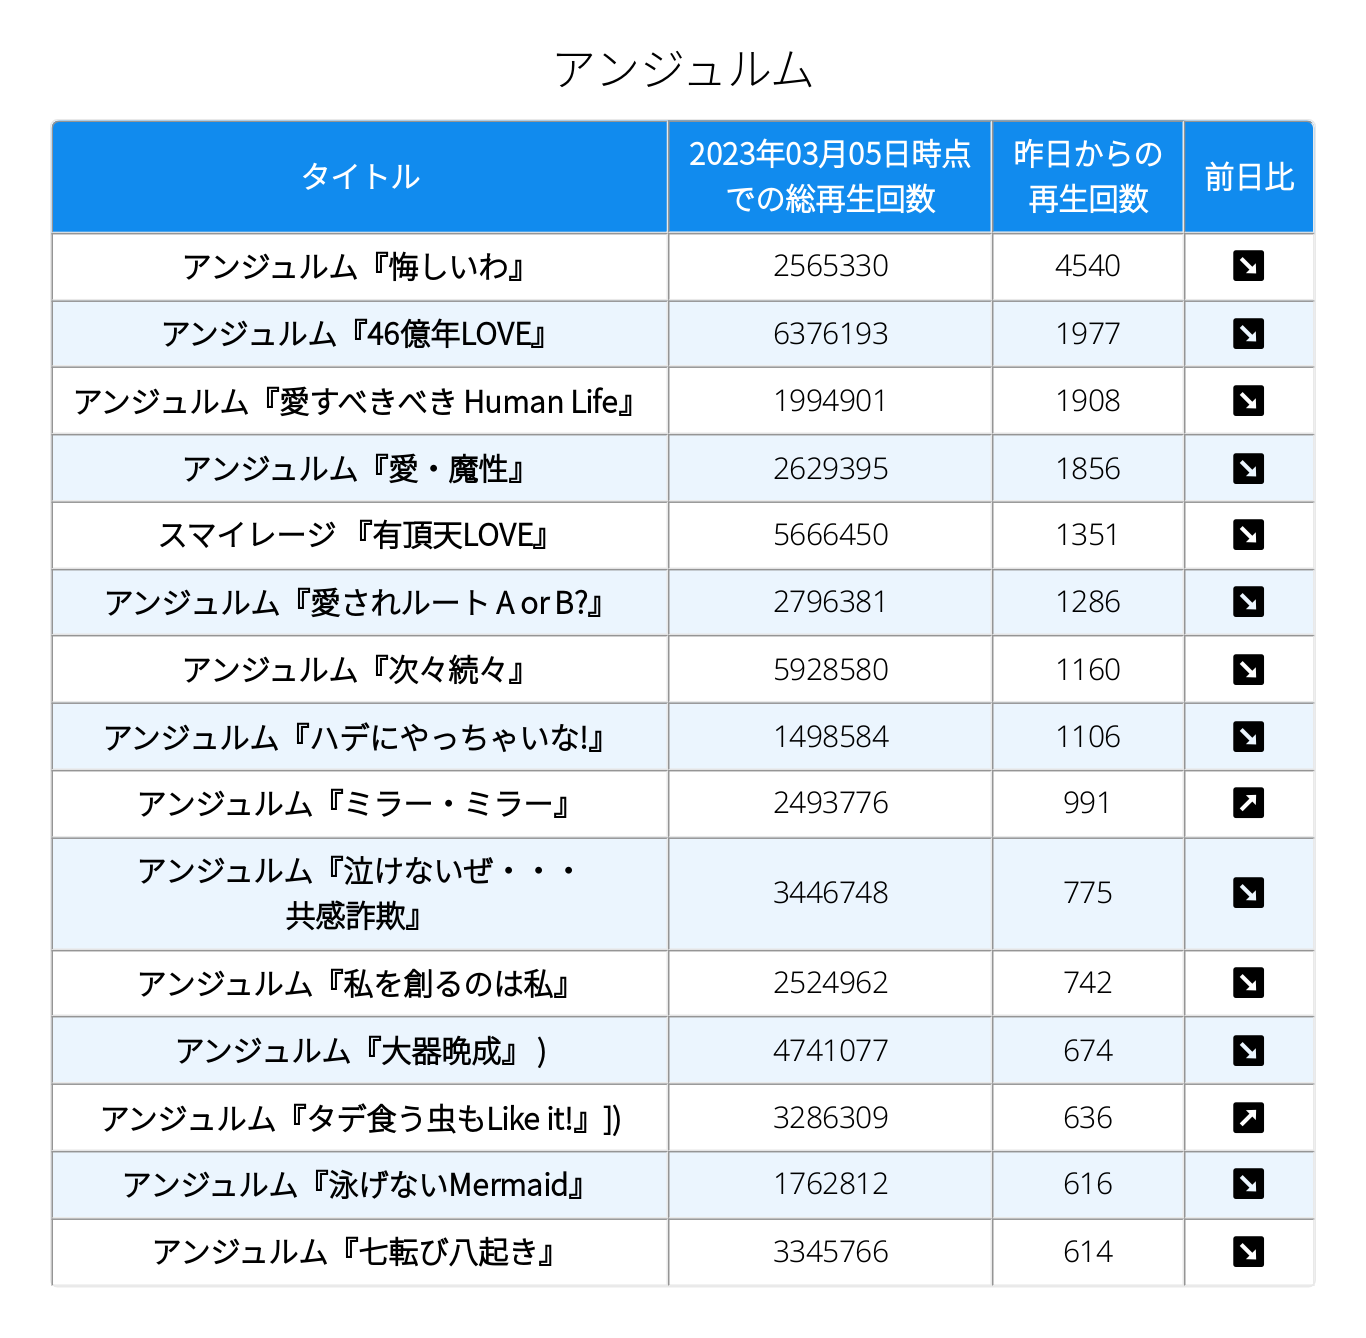 アンジュルム
タイトル 2023年03月05日時点での総再生回数 昨日からの再生回数 前日比
アンジュルム『悔しいわ』 2565330 4540 ↘
アンジュルム『46億年LOVE』 6376193 1977 ↘
アンジュルム『愛すべきべき Human Life』 1994901 1908 ↘
アンジュルム『愛・魔性』 2629395 1856 ↘
スマイレージ 『有頂天LOVE』 5666450 1351 ↘
アンジュルム『愛されルート A or B?』 2796381 1286 ↘
アンジュルム『次々続々』 5928580 1160 ↘
アンジュルム『ハデにやっちゃいな!』 1498584 1106 ↘
アンジュルム『ミラー・ミラー』 2493776 991 ↗
アンジュルム『泣けないぜ・・・共感詐欺』 3446748 775 ↘
アンジュルム『私を創るのは私』 2524962 742 ↘
アンジュルム『大器晩成』 ) 4741077 674 ↘
アンジュルム『タデ食う虫もLike it!』]) 3286309 636 ↗
アンジュルム『泳げないMermaid』 1762812 616 ↘
アンジュルム『七転び八起き』 3345766 614 ↘